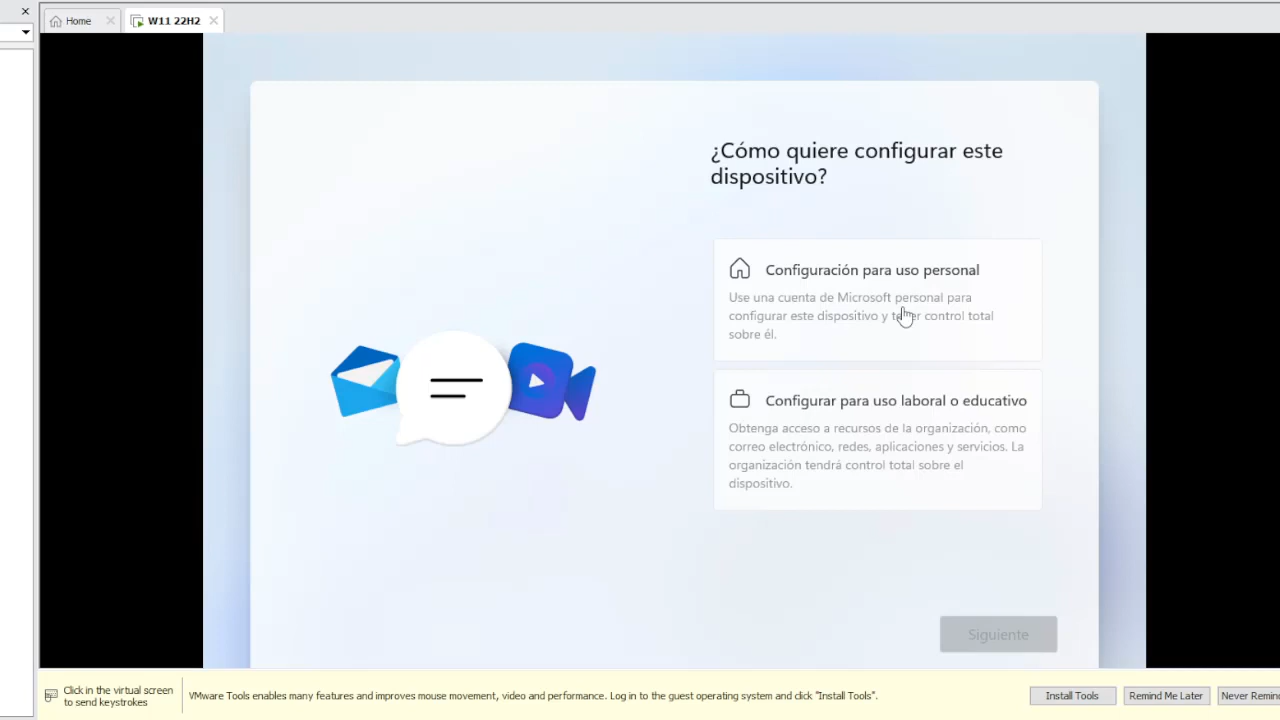 Home
W11 22H2
¿Cómo quiere configurar este
dispositivo?
Configuración para uso personal
Use una cuenta de Microsoft personal para
configurar este dispositivo y tener control total
sobre él.
Configurar para uso laboral o educativo
Obtenga acceso a recursos de la organización, como
correo electrónico, redes, aplicaciones y servicios. La
organización tendrá control total sobre el
dispositivo.
Siguiente
Click in the virtual screen
to send keystrokes
VMware Tools enables many features and improves mouse movement, video and performance. Log in to the guest operating system and click "Install Tools".
Install Tools
Remind Me Later
Never Remin